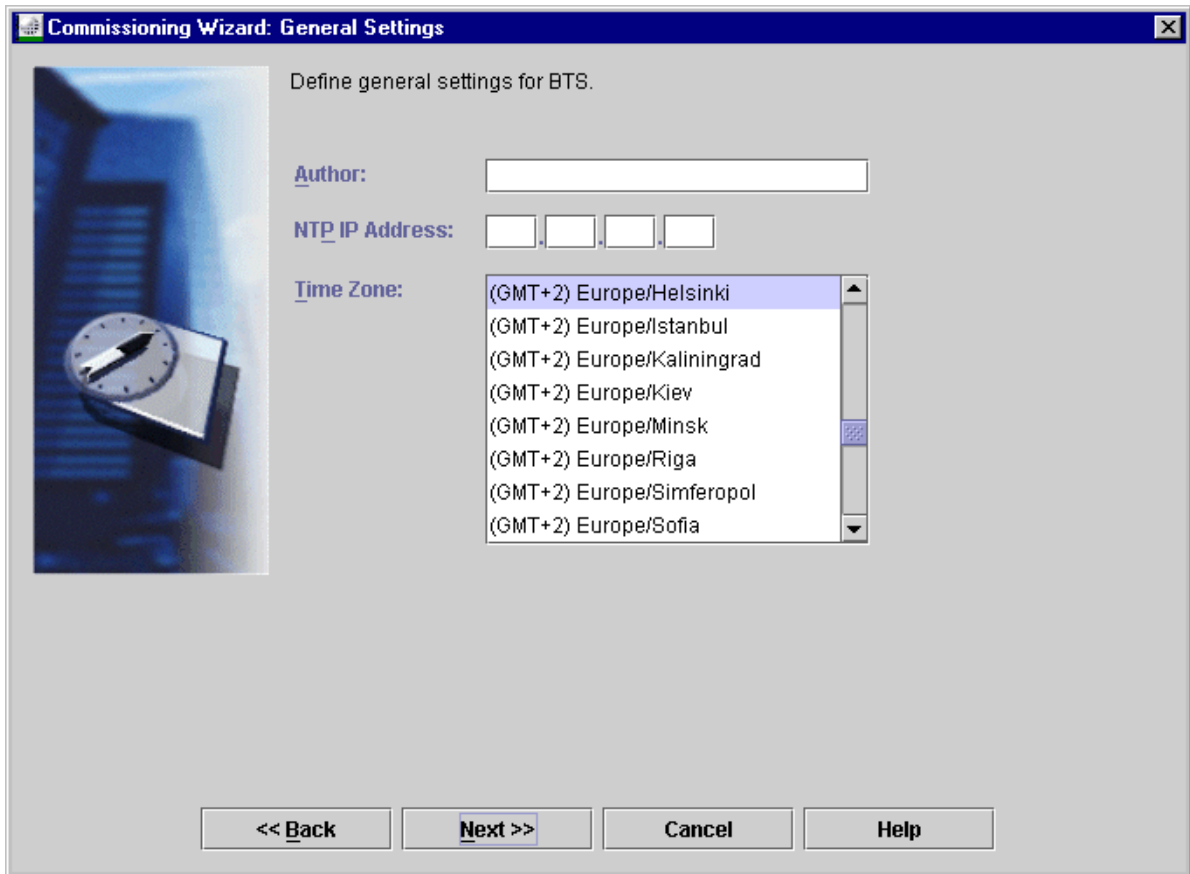 Commissioning Wizard: General Settings
Define general settings for BTS.
Author:
NTP IP Address: . . .
Time Zone:
(GMT+2) Europe/Helsinki
(GMT+2) Europe/Istanbul
(GMT+2) Europe/Kaliningrad
(GMT+2) Europe/Kiev
(GMT+2) Europe/Minsk
(GMT+2) Europe/Riga
(GMT+2) Europe/Simferopol
(GMT+2) Europe/Sofia
<< Back Next >> Cancel Help